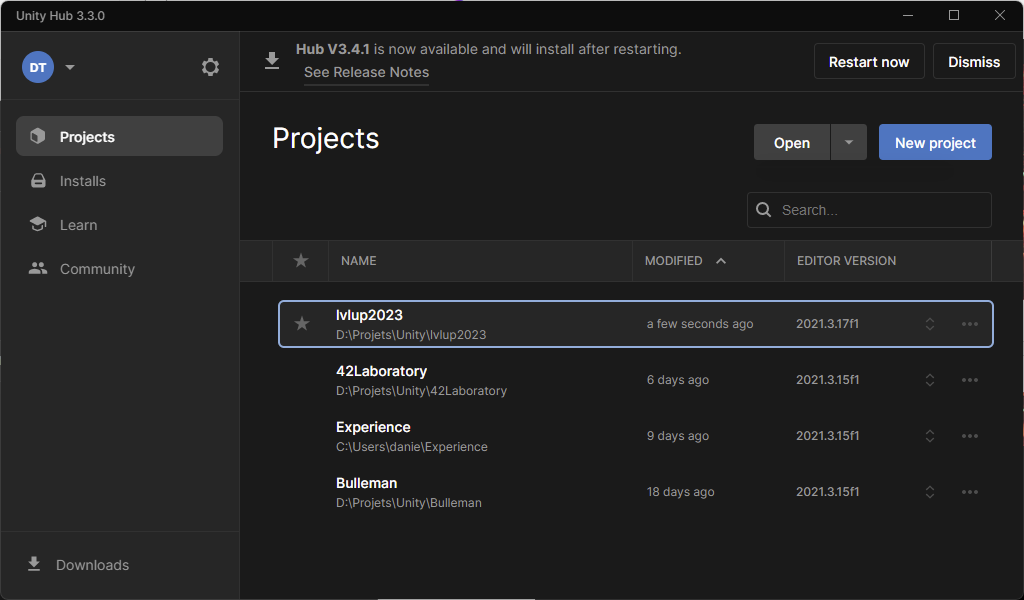 Unity Hub 3.3.0
DT
Hub V3.4.1 is now available and will install after restarting.
See Release Notes
Restart now
Dismiss
Projects
Installs
Learn
Community
Downloads
Projects
Open
New project
Search...
NAME
MODIFIED
EDITOR VERSION
lvlup2023
D:\Projets\Unity\lvlup2023
a few seconds ago
2021.3.17f1
42Laboratory
D:\Projets\Unity\42Laboratory
6 days ago
2021.3.15f1
Experience
C:\Users\danie\Experience
9 days ago
2021.3.15f1
Bulleman
D:\Projets\Unity\Bulleman
18 days ago
2021.3.15f1